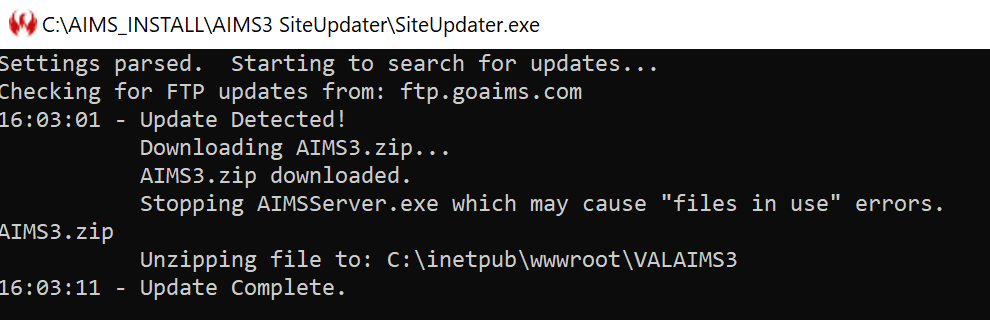 C:\AIMS_INSTALL\AIMS3 SiteUpdater\SiteUpdater.exe
Settings parsed.  Starting to search for updates...
Checking for FTP updates from: ftp.goaims.com
16:03:01 - Update Detected!
Downloading AIMS3.zip...
AIMS3.zip downloaded.
Stopping AIMSServer.exe which may cause "files in use" errors.
AIMS3.zip
Unzipping file to: C:\inetpub\wwwroot\VALAIMS3
16:03:11 - Update Complete.